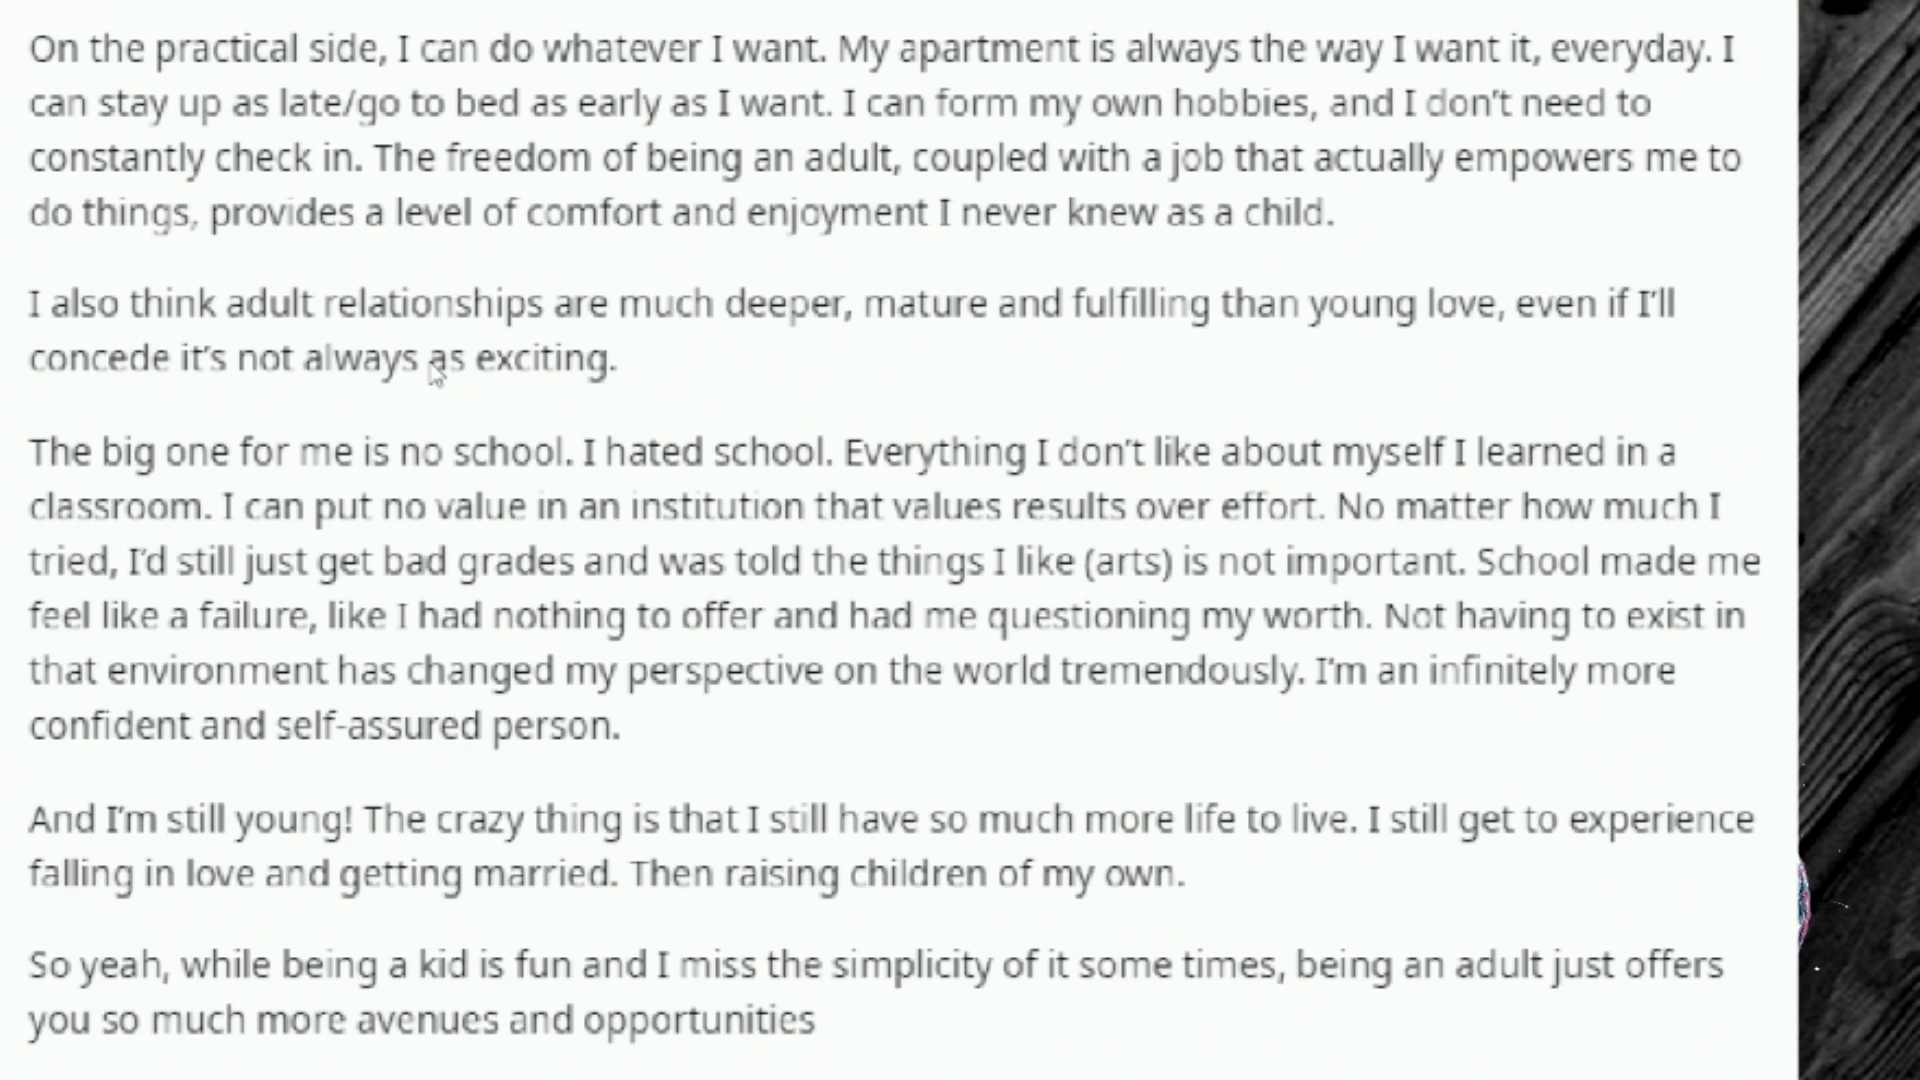 On the practical side, I can do whatever I want. My apartment is always the way I want it, everyday. I
can stay up as late/go to bed as early as I want. I can form my own hobbies, and I don't need to
constantly check in. The freedom of being an adult, coupled with a job that actually empowers me to
do things, provides a level of comfort and enjoyment I never knew as a child.
I also think adult relationships are much deeper, mature and fulfilling than young love, even if I'll
concede it's not always as exciting.
The big one for me is no school. I hated school. Everything I don't like about myself I learned in a
classroom. I can put no value in an institution that values results over effort. No matter how much I
tried, I'd still just get bad grades and was told the things I like (arts) is not important. School made me
feel like a failure, like I had nothing to offer and had me questioning my worth. Not having to exist in
that environment has changed my perspective on the world tremendously. I'm an infinitely more
confident and self-assured person.
And I'm still young! The crazy thing is that I still have so much more life to live. I still get to experience
falling in love and getting married. Then raising children of my own.
So yeah, while being a kid is fun and I miss the simplicity of it some times, being an adult just offers
you so much more avenues and opportunities